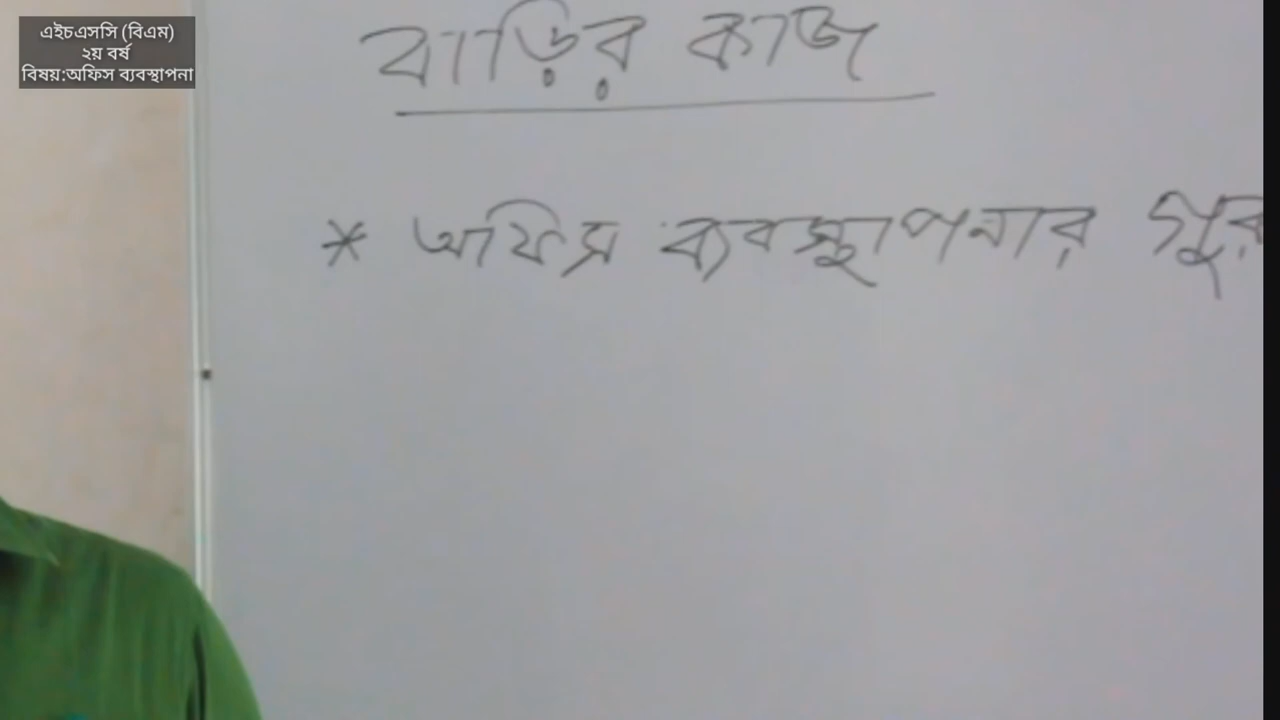 এইচএসসি (বিএম)
২য় বর্ষ
বিষয়:অফিস ব্যবস্থাপনা
বাড়ির কাজ
* অফিস ব্যবস্থাপনার